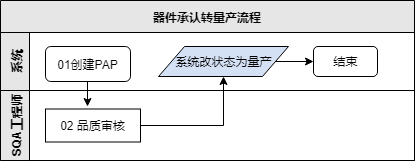 器件承认转量产流程
系统
01创建PAP
系统改状态为量产
结束
SQA工程师
02 品质审核